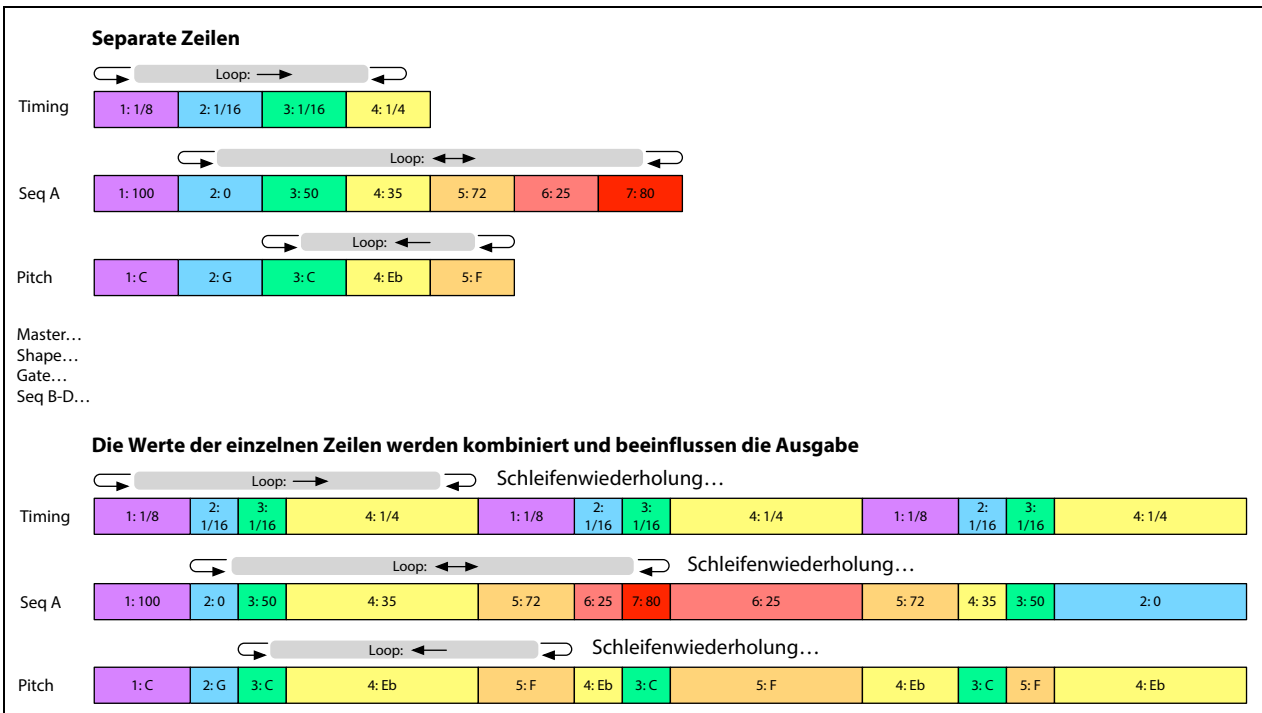 Separate Zeilen
Loop:
Timing 1: 1/8 2: 1/16 3: 1/16 4: 1/4
Loop:
Seq A 1: 100 2: 0 3: 50 4: 35 5: 72 6: 25 7: 80
Loop:
Pitch 1: C 2: G 3: C 4: Eb 5: F
Master…
Shape…
Gate…
Seq B-D…
Die Werte der einzelnen Zeilen werden kombiniert und beeinflussen die Ausgabe
Loop: Schleifenwiederholung…
Timing 1: 1/8 2: 1/16 3: 1/16 4: 1/4 1: 1/8 2: 1/16 3: 1/16 4: 1/4 1: 1/8 2: 1/16 3: 1/16 4: 1/4
Loop: Schleifenwiederholung…
Seq A 1: 100 2: 0 3: 50 4: 35 5: 72 6: 25 7: 80 6: 25 5: 72 4: 35 3: 50 2: 0
Loop: Schleifenwiederholung…
Pitch 1: C 2: G 3: C 4: Eb 5: F 4: Eb 3: C 5: F 4: Eb 3: C 5: F 4: Eb